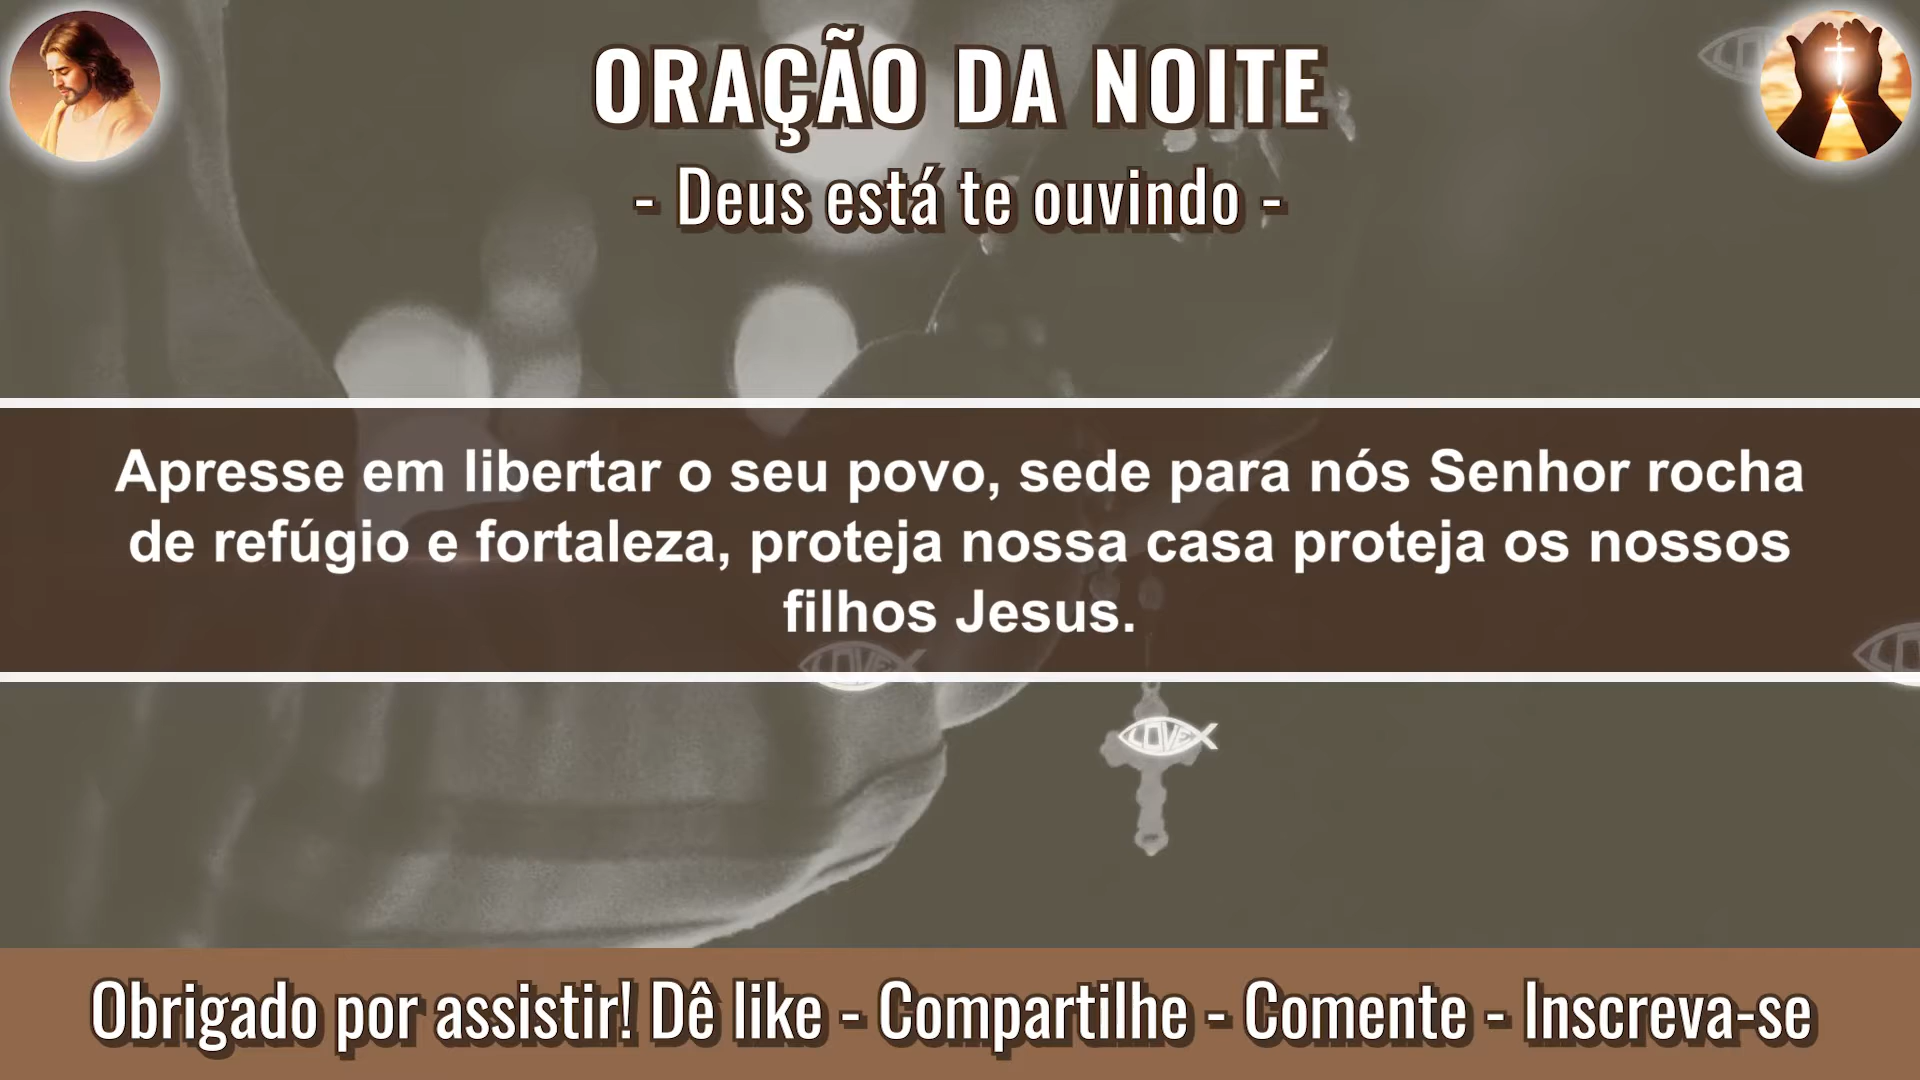 ORAÇÃO DA NOITE
- Deus está te ouvindo -
Apresse em libertar o seu povo, sede para nós Senhor rocha
de refúgio e fortaleza, proteja nossa casa proteja os nossos
filhos Jesus.
LOVE
LOVE
Obrigado por assistir! Dê like - Compartilhe - Comente - Inscreva-se